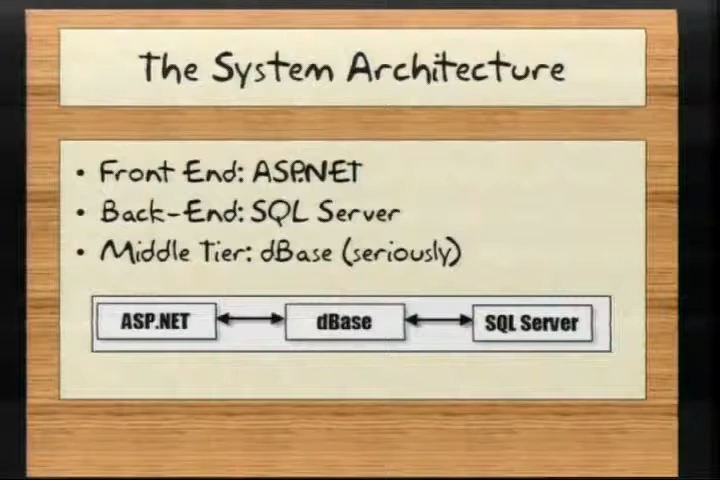 The System Architecture
• Front End: ASP.NET
• Back-End: SQL Server
• Middle Tier: dBase (seriously)
ASP.NET dBase SQL Server